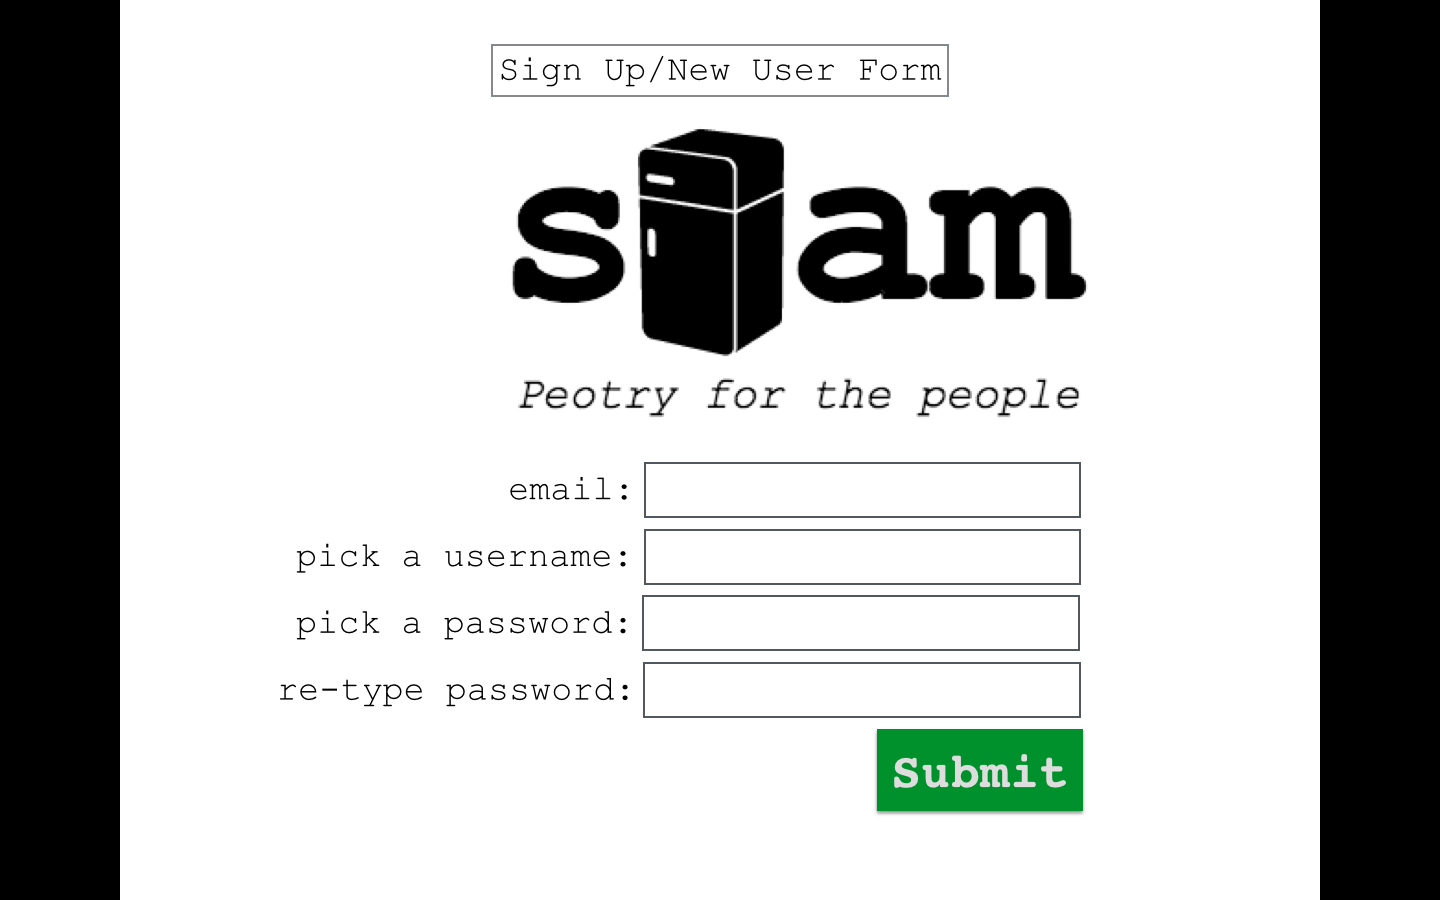 Sign Up/New User Form
s am
Peotry for the people
email:
pick a username:
pick a password:
re-type password:
Submit